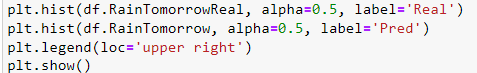 plt.hist(df.RainTomorrowReal, alpha=0.5, label='Real')
plt.hist(df.RainTomorrow, alpha=0.5, label='Pred')
plt.legend(loc='upper right')
plt.show()